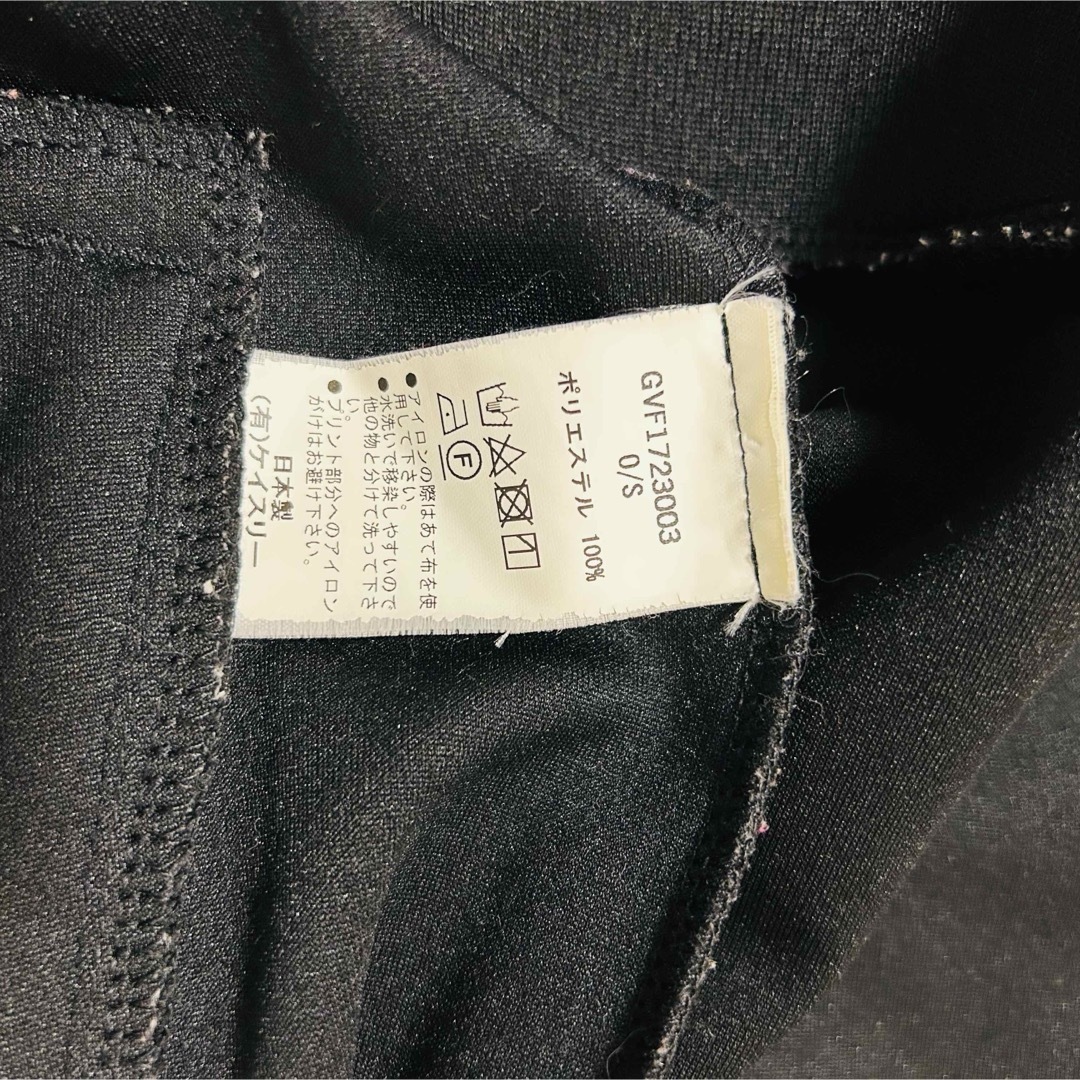 GVF1723003
O/S
ポリエステル 100%
F
●アイロンの際はあて布を使
用して下さい。
●水洗いで移染しやすいので
他の物と分けて洗って下さ
い。
●プリント部分へのアイロン
がけはお避け下さい。
日本製
(有)ケイスリー